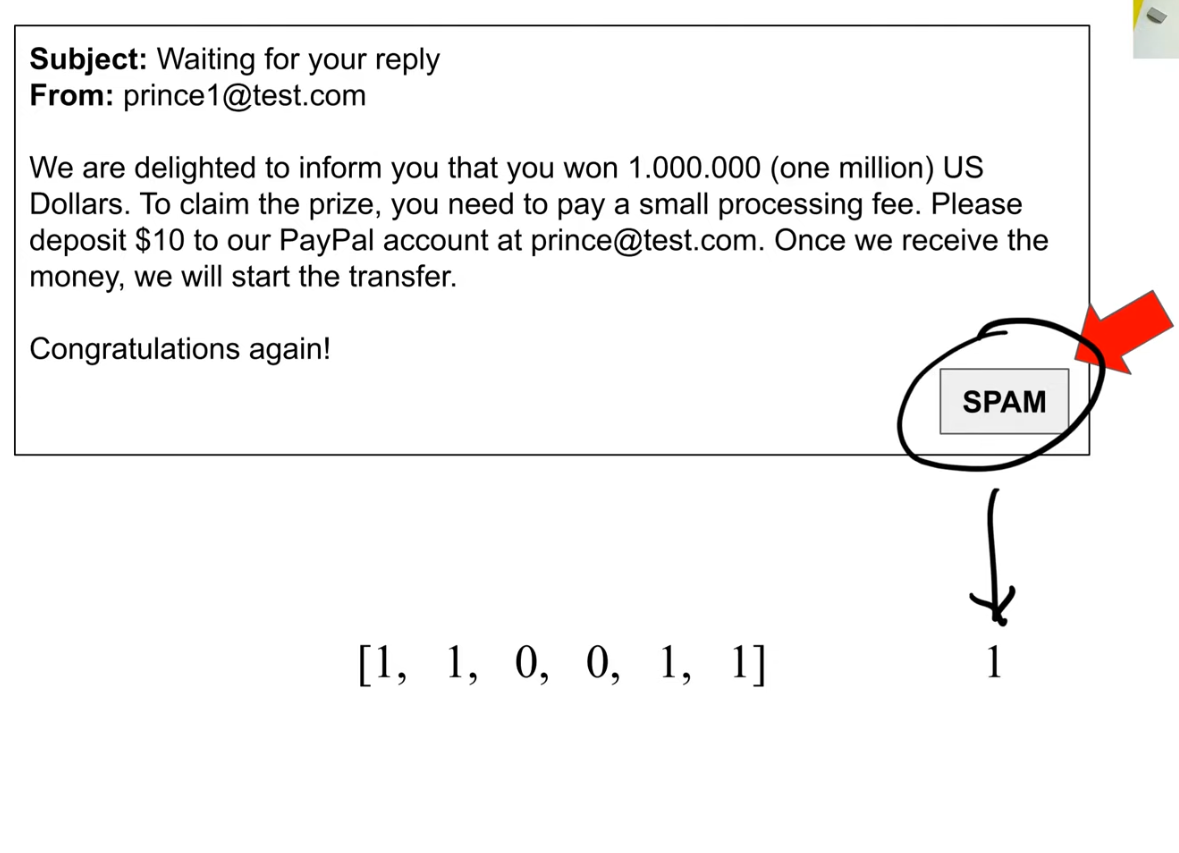 Subject: Waiting for your reply
From: prince1@test.com
We are delighted to inform you that you won 1.000.000 (one million) US
Dollars. To claim the prize, you need to pay a small processing fee. Please
deposit $10 to our PayPal account at prince@test.com. Once we receive the
money, we will start the transfer.
Congratulations again!
SPAM
[1, 1, 0, 0, 1, 1] 1